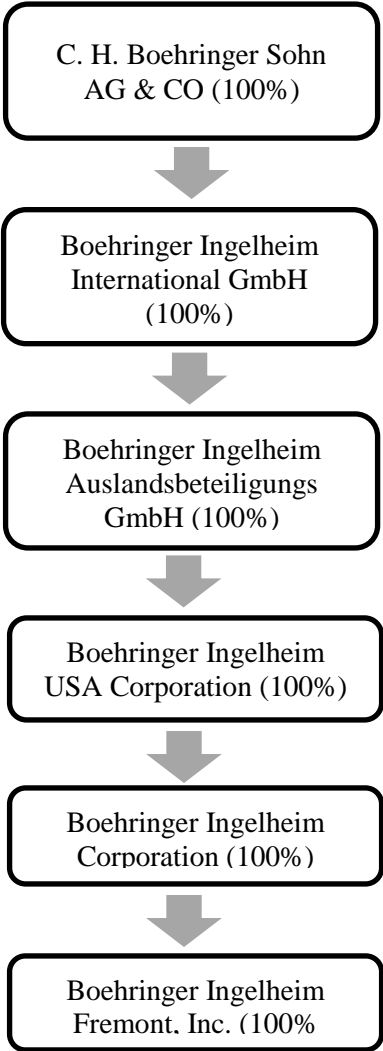 C. H. Boehringer Sohn
AG & CO (100%)
Boehringer Ingelheim
International GmbH
(100%)
Boehringer Ingelheim
Auslandsbeteiligungs
GmbH (100%)
Boehringer Ingelheim
USA Corporation (100%)
Boehringer Ingelheim
Corporation (100%)
Boehringer Ingelheim
Fremont, Inc. (100%